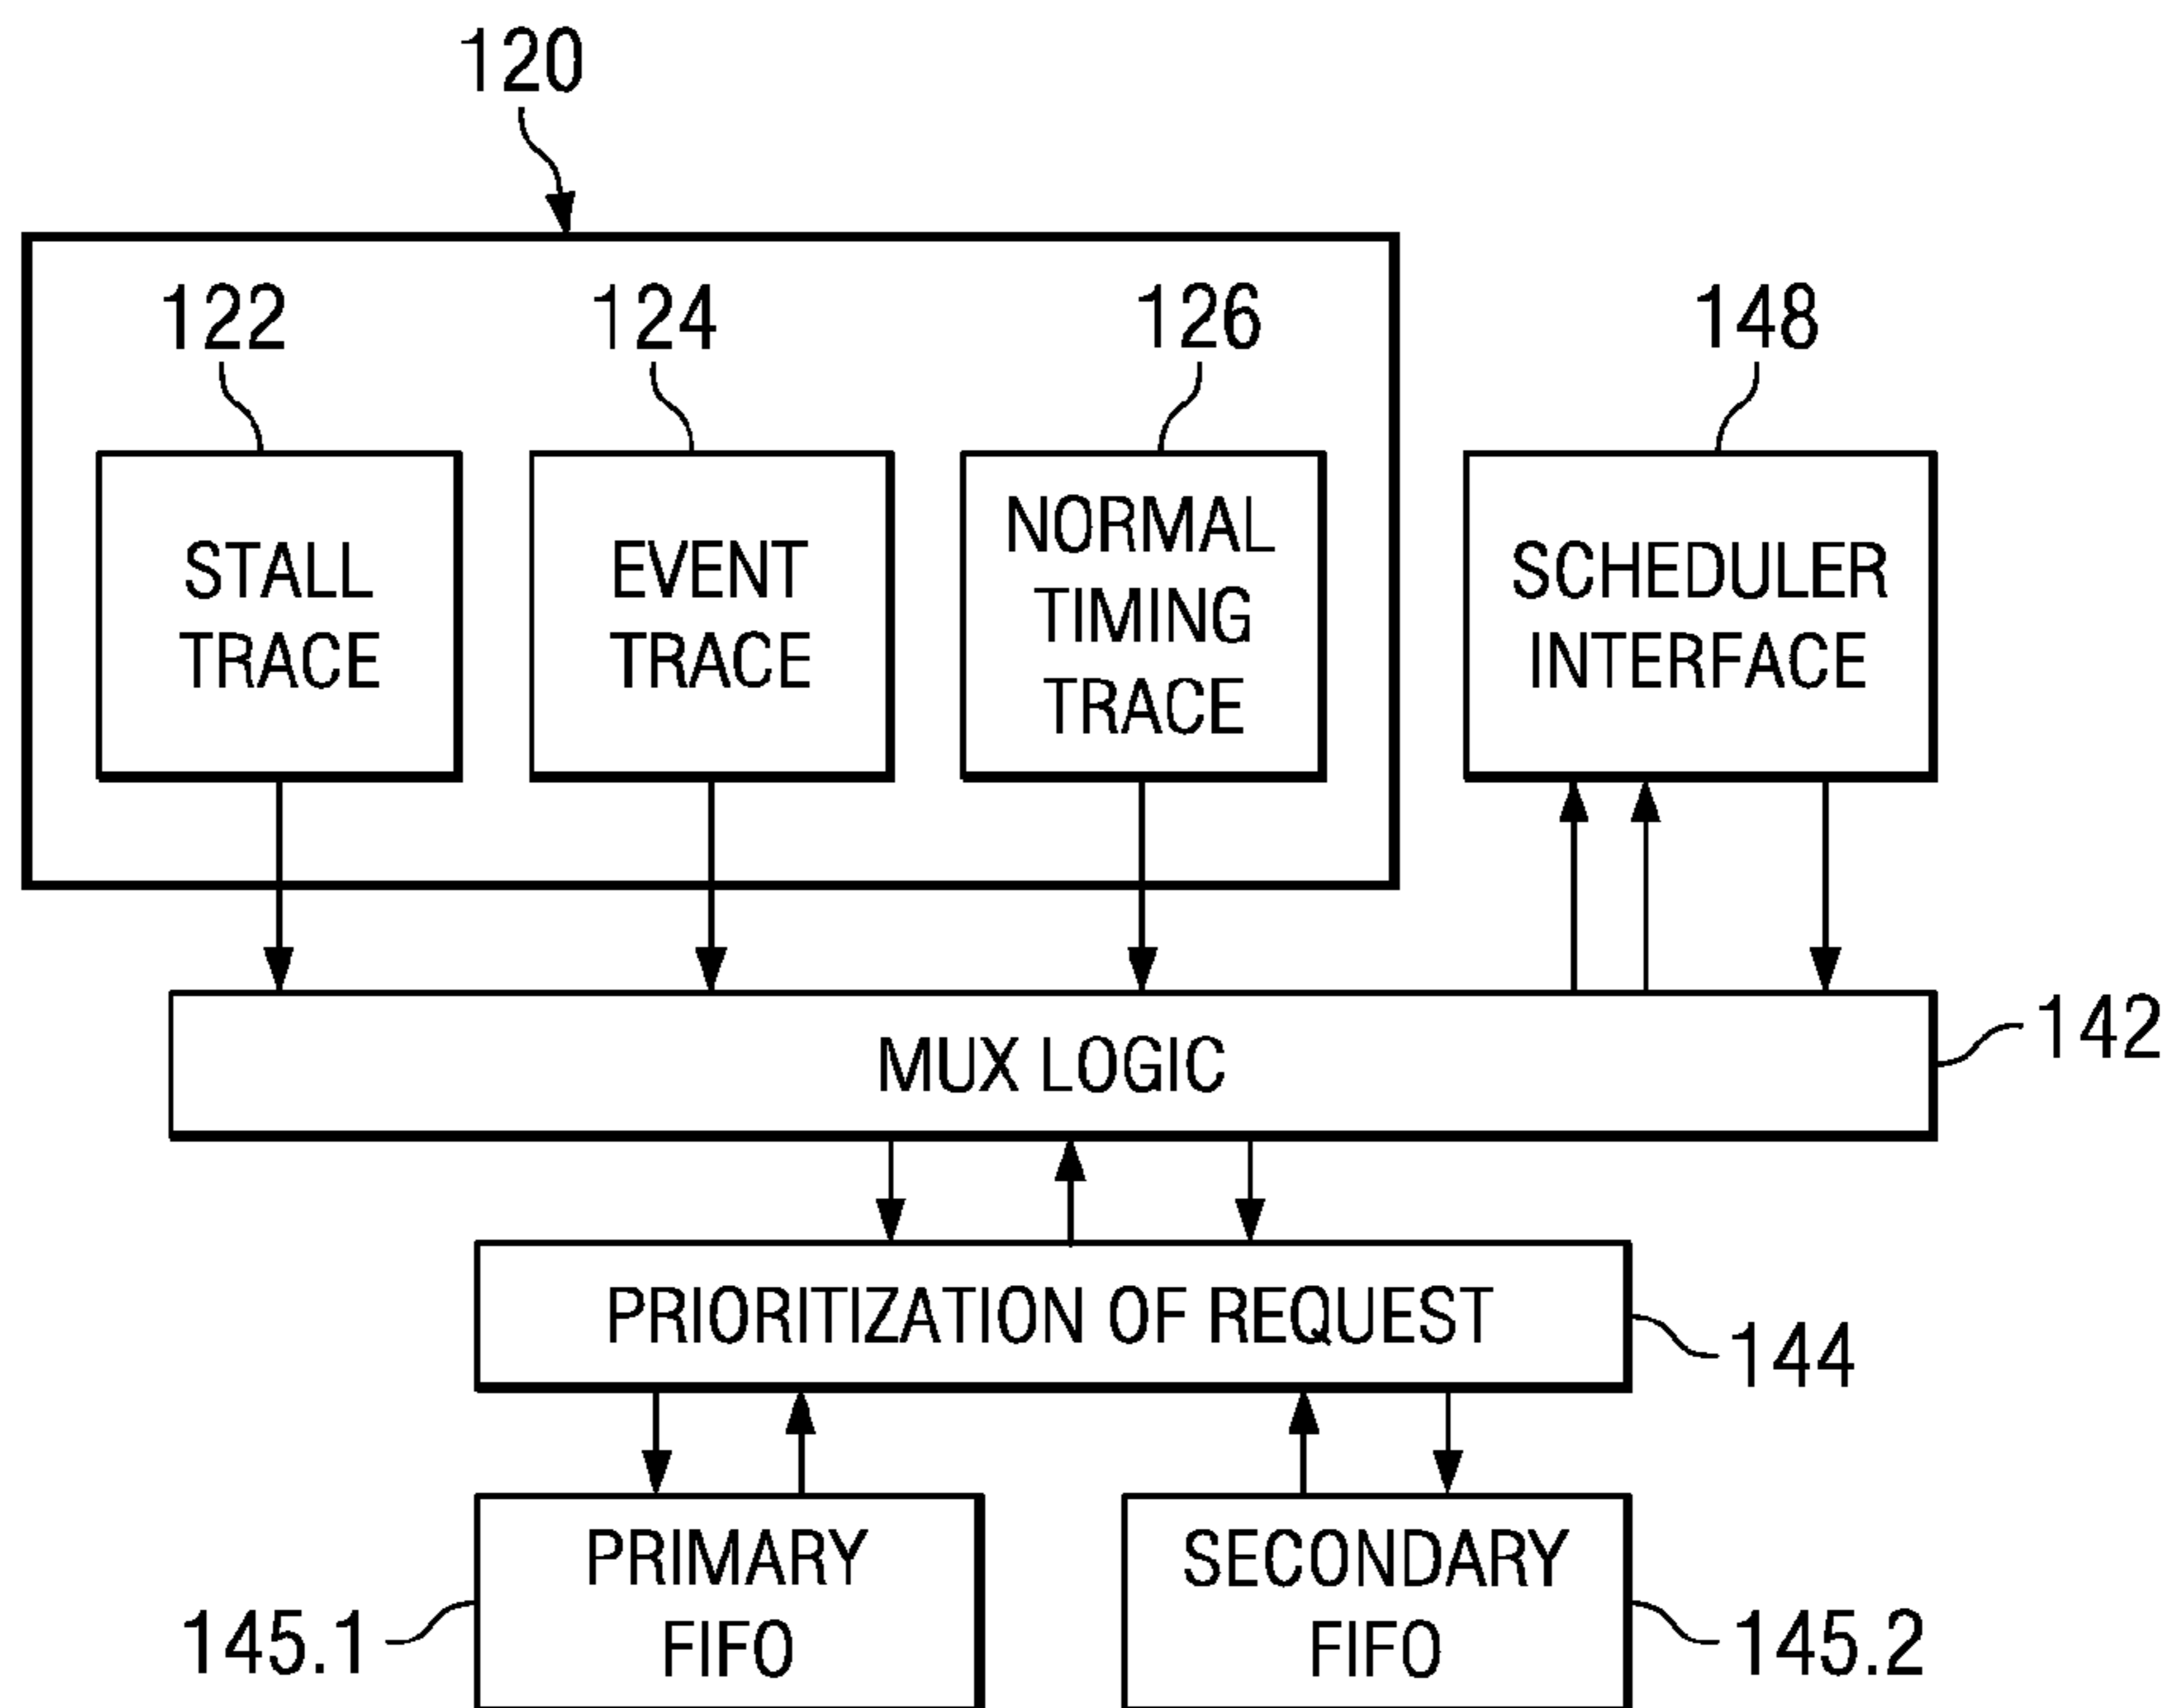 120
122
124
126
148
STALL
TRACE
EVENT
TRACE
NORMAL
TIMING
TRACE
SCHEDULER
INTERFACE
MUX LOGIC
142
PRIORITIZATION OF REQUEST
144
PRIMARY
FIFO
145.1
SECONDARY
FIFO
145.2